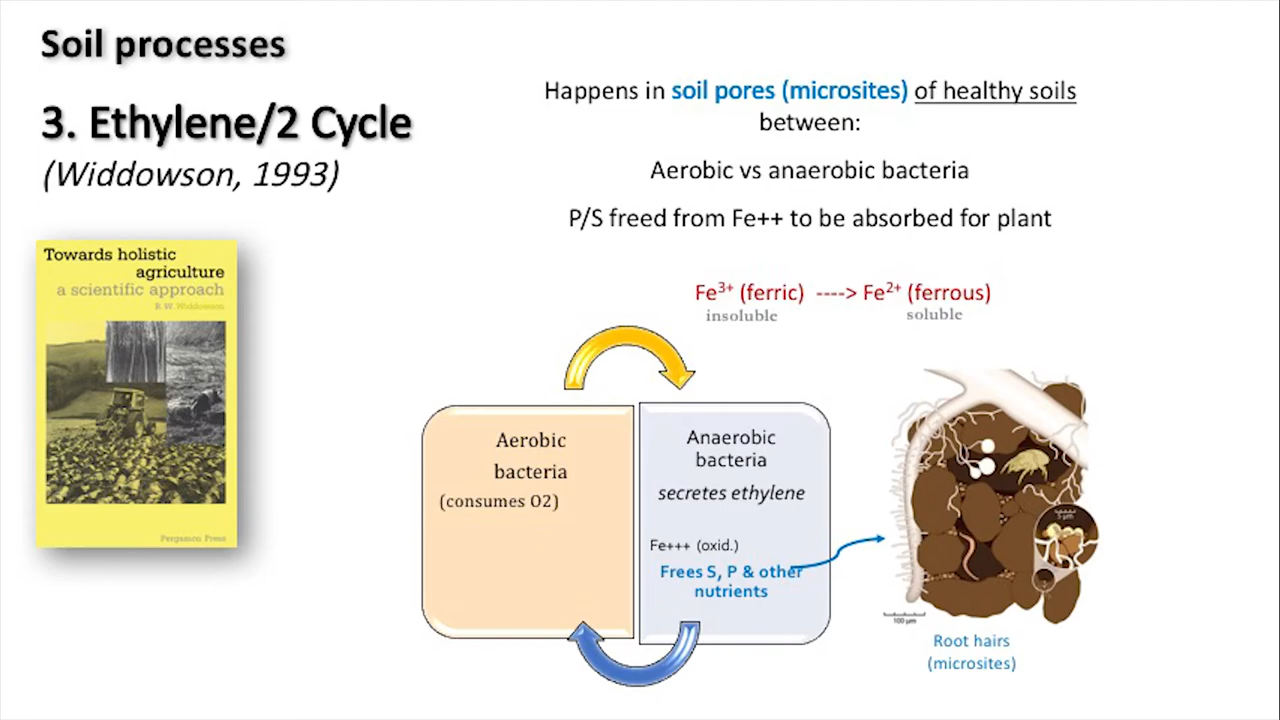 Soil processes
3. Ethylene/2 Cycle
(Widdowson, 1993)
Towards holistic
agriculture
a scientific approach
R. W. Widdowson
Pergamon Press
Happens in soil pores (microsites) of healthy soils
between:
Aerobic vs anaerobic bacteria
P/S freed from Fe++ to be absorbed for plant
Fe³⁺ (ferric) ----> Fe²⁺ (ferrous)
insoluble soluble
Aerobic
bacteria
(consumes O2)
Anaerobic
bacteria
secretes ethylene
Fe+++ (oxid.)
Frees S, P & other
nutrients
5 µm
100 µm
Root hairs
(microsites)